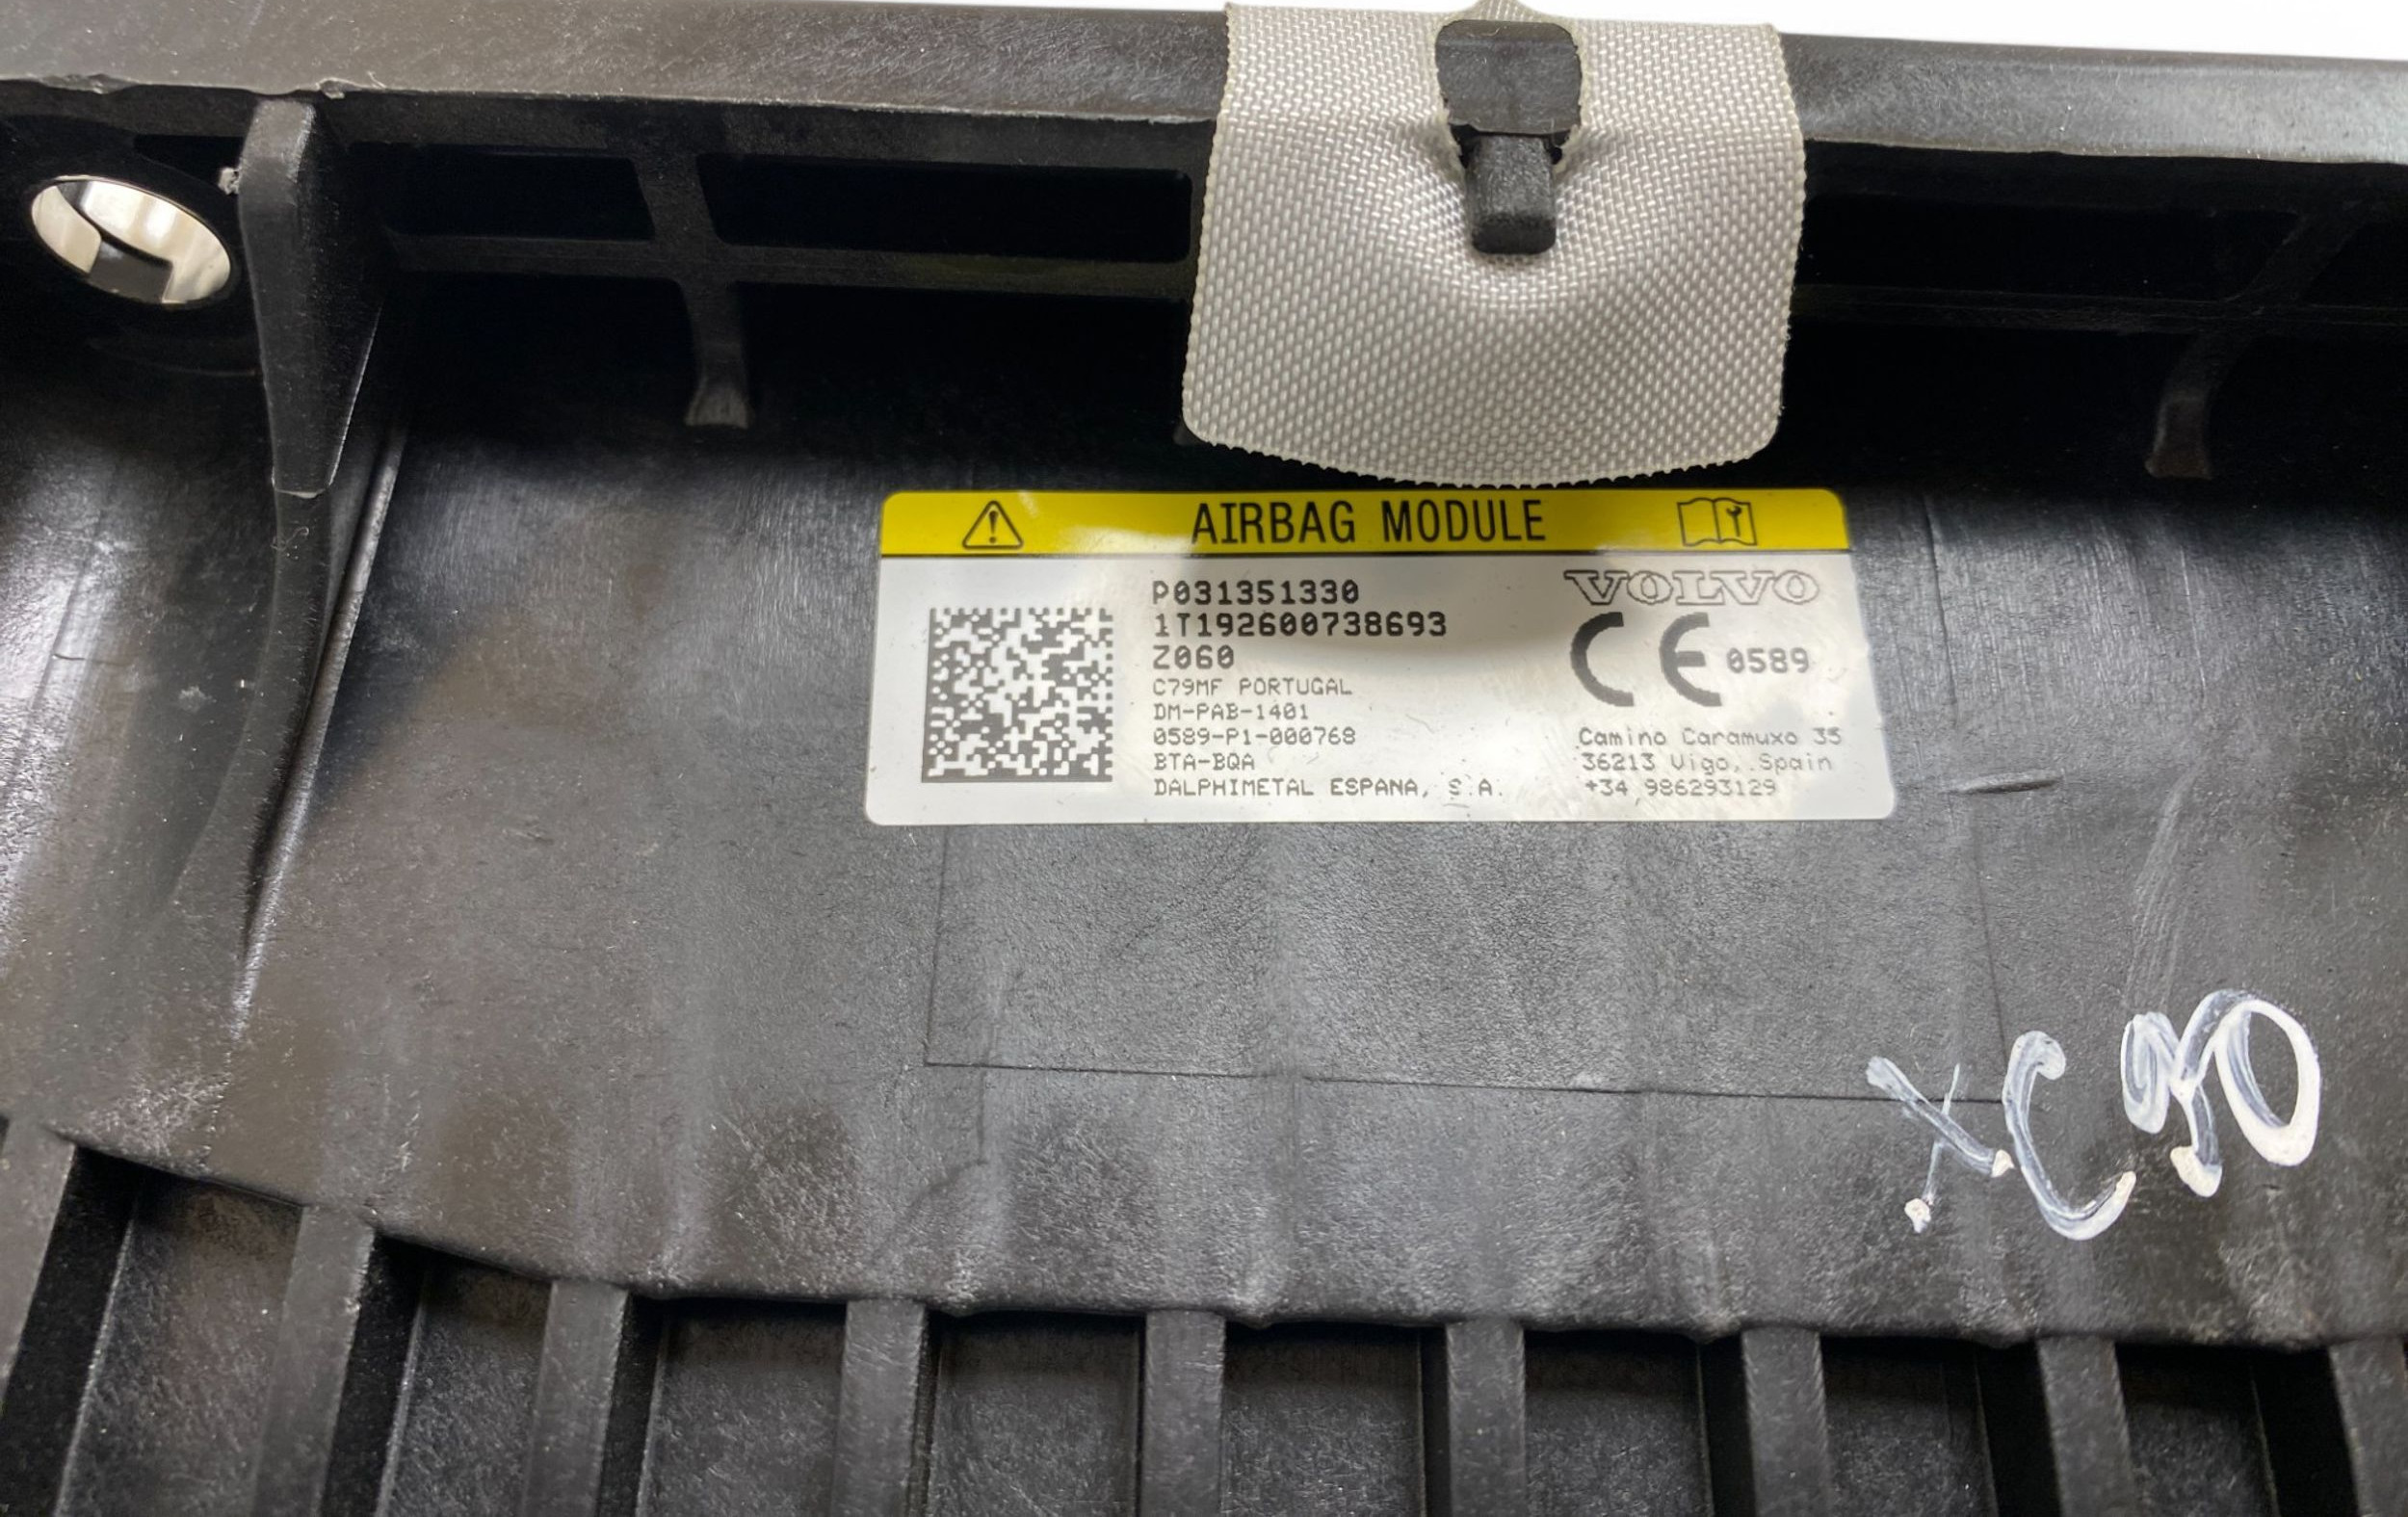 AIRBAG MODULE
P031351330
1T192600738693
Z060
C79MF PORTUGAL
DM-PAB-1401
0589-P1-000768
BTA-BQA
DALPHIMETAL ESPANA, S.A.
VOLVO
CE 0589
Camino Caramuxo 35
36213 Vigo, Spain
+34 986293129
XC90